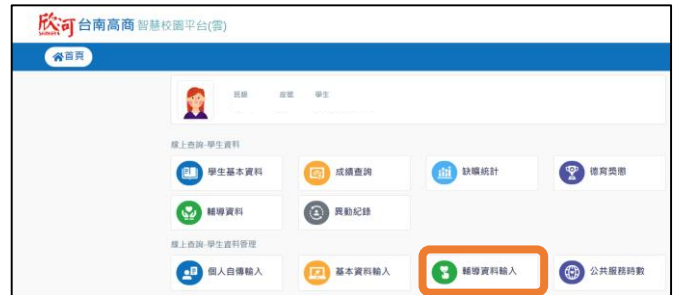 欣可 台南高商 智慧校園平台(雲)
首頁
班級 座號 學生
線上查詢-學生資料
學生基本資料 成績查詢 缺曠統計 德育獎懲
輔導資料 異動紀錄
線上查詢-學生資料管理
個人自傳輸入 基本資料輸入 輔導資料輸入 公共服務時數